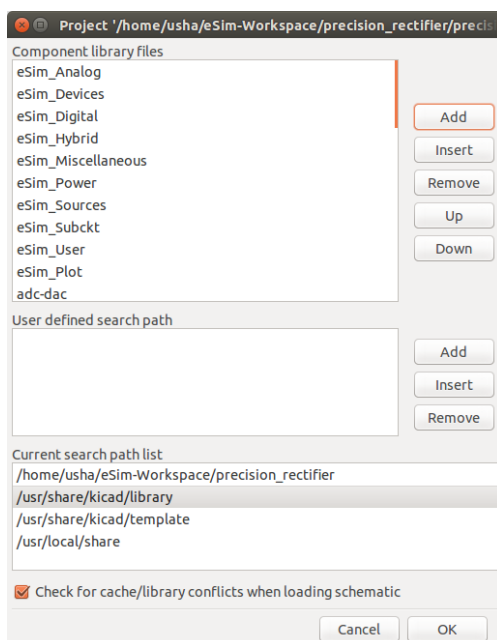 Project '/home/usha/eSim-Workspace/precision_rectifier/precis
Component library files
eSim_Analog
eSim_Devices
eSim_Digital
eSim_Hybrid
eSim_Miscellaneous
eSim_Power
eSim_Sources
eSim_Subckt
eSim_User
eSim_Plot
adc-dac
Add
Insert
Remove
Up
Down
User defined search path
Add
Insert
Remove
Current search path list
/home/usha/eSim-Workspace/precision_rectifier
/usr/share/kicad/library
/usr/share/kicad/template
/usr/local/share
Check for cache/library conflicts when loading schematic
Cancel
OK